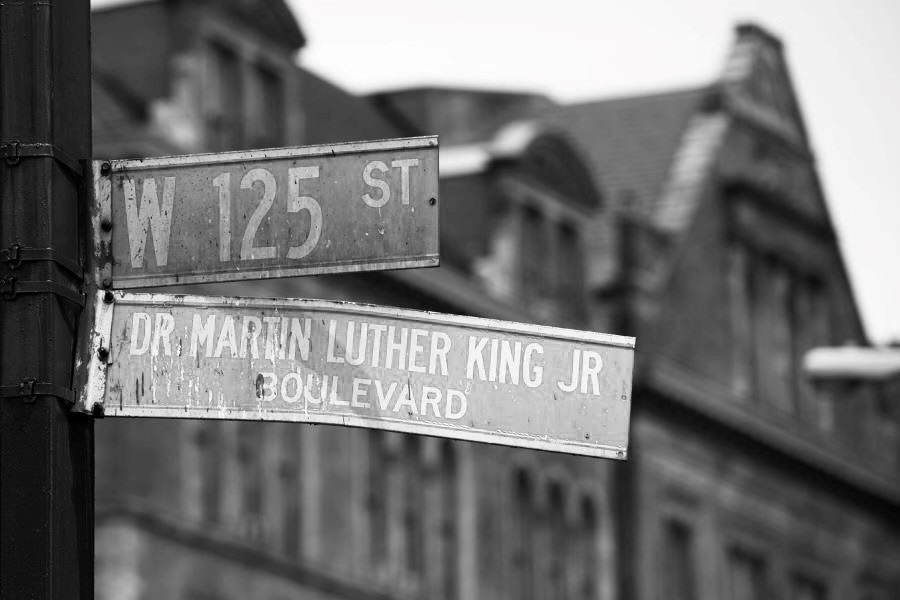 W 125 ST
DR MARTIN LUTHER KING JR
BOULEVARD